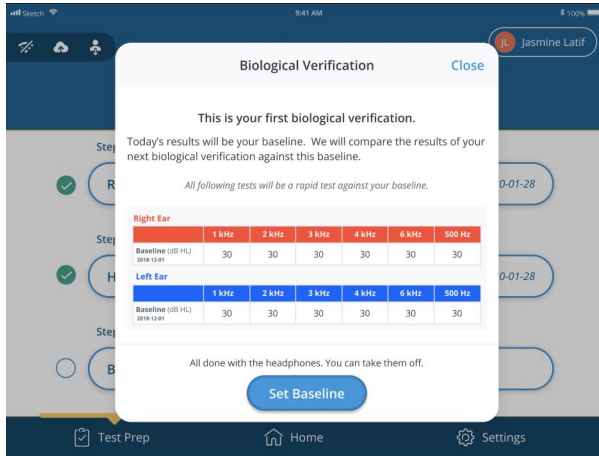 Sketch
9:41 AM
100%
JL Jasmine Latif
Biological Verification
Close
This is your first biological verification.
Today's results will be your baseline. We will compare the results of your
next biological verification against this baseline.
All following tests will be a rapid test against your baseline.
Step
R
0-01-28
Step
H
0-01-28
Step
B
Right Ear
1 kHz 2 kHz 3 kHz 4 kHz 6 kHz 500 Hz
Baseline (dB HL) 30 30 30 30 30 30
2018-12-01
Left Ear
1 kHz 2 kHz 3 kHz 4 kHz 6 kHz 500 Hz
Baseline (dB HL) 30 30 30 30 30 30
2018-12-01
All done with the headphones. You can take them off.
Set Baseline
Test Prep
Home
Settings